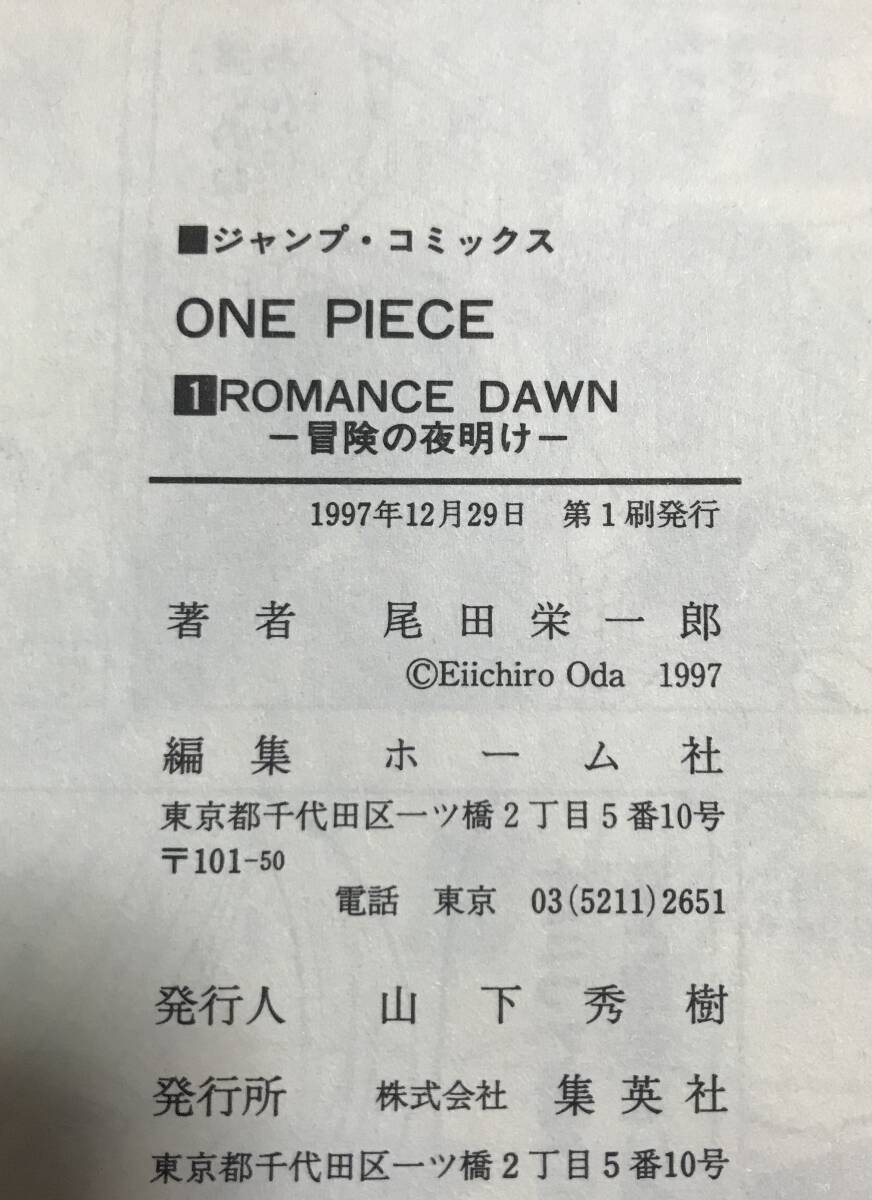 ■ジャンプ・コミックス
ONE PIECE
1 ROMANCE DAWN
－冒険の夜明け－
1997年12月29日　第1刷発行
著者　尾田栄一郎
©Eiichiro Oda 1997
編集　ホーム社
東京都千代田区一ツ橋2丁目5番10号
〒101-50
電話　東京　03(5211)2651
発行人　山下秀樹
発行所　株式会社　集英社
東京都千代田区一ツ橋2丁目5番10号